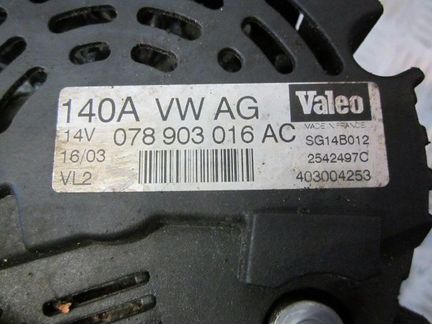 140A VW AG Valeo
14V 078 903 016 AC MADE IN FRANCE
SG14B012
16/03 2542497C
VL2 403004253